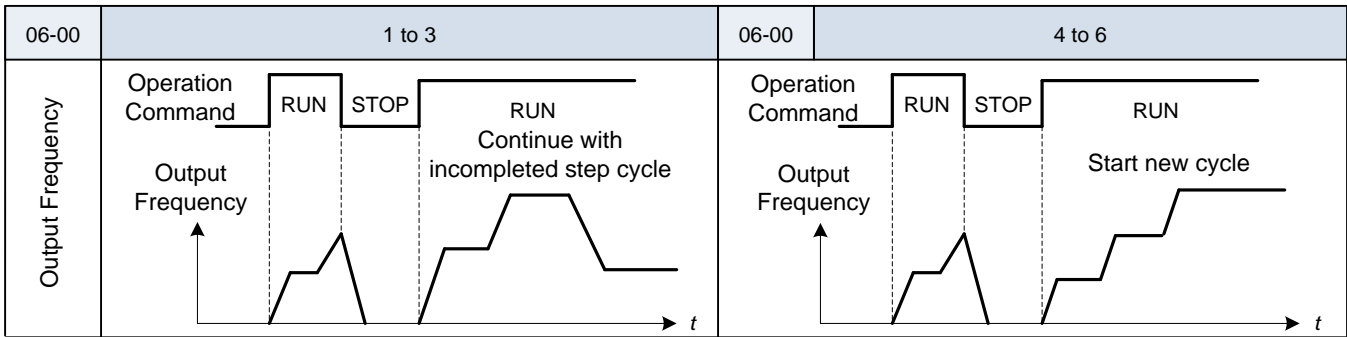 06-00
1 to 3
06-00
4 to 6
Output Frequency
Operation
Command
RUN
STOP
RUN
Continue with
incompleted step cycle
Output
Frequency
t
Operation
Command
RUN
STOP
RUN
Start new cycle
Output
Frequency
t